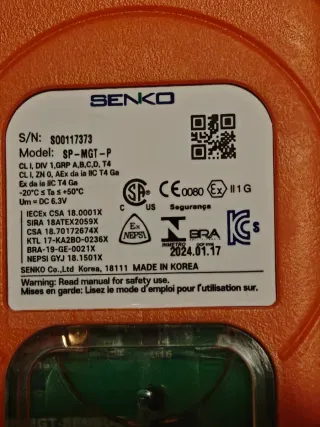 SENKO
S/N: S00117373
Model: SP-MGT-P
CL I, DIV 1, GRP A,B,C,D, T4
CL I, ZN 0, AEx da ia IIC T4 Ga
Ex da ia IIC T4 Ga
-20°C ≤ Ta ≤ +50°C
Um = DC 6.3V
C US
Security
CE 0080 Ex II 1 G
IECEx CSA 18.0001X
SIRA 18ATEX2059X
CSA 18.70172674X
KTL 17-KA2BO-0236X
BRA-19-GE-0021X
NEPSI GYJ 18.1501X
Ex
NEPSI
INMETRO
BRA
S
2024.01.17
SENKO Co.,Ltd Korea, 18111 MADE IN KOREA
Warning: Read manual for safety use.
Mises en garde: Lisez le mode d'emploi pour l'utilisation sur.